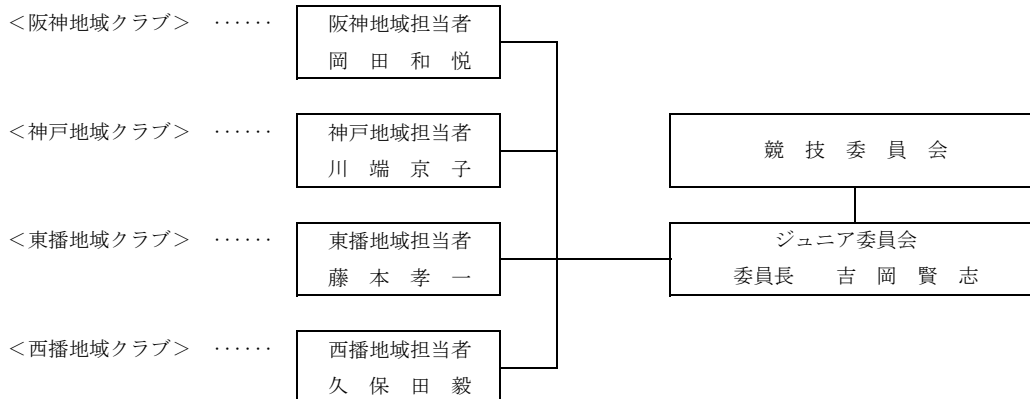 ＜阪神地域クラブ＞ ‥‥‥ 阪神地域担当者
岡 田 和 悦
＜神戸地域クラブ＞ ‥‥‥ 神戸地域担当者
川 端 京 子
競 技 委 員 会
＜東播地域クラブ＞ ‥‥‥ 東播地域担当者
藤 本 孝 一
ジュニア委員会
委員長 吉 岡 賢 志
＜西播地域クラブ＞ ‥‥‥ 西播地域担当者
久 保 田 毅